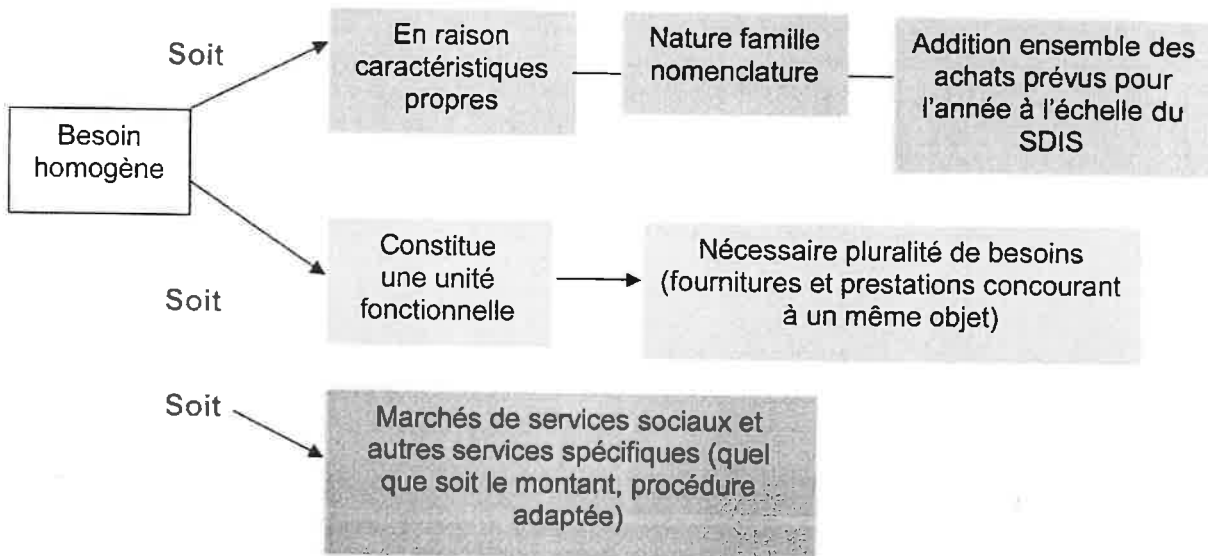 Soit
En raison
caractéristiques
propres
Nature famille
nomenclature
Addition ensemble des
achats prévus pour
l'année à l'échelle du
SDIS
Besoin
homogène
Soit
Constitue
une unité
fonctionnelle
Nécessaire pluralité de besoins
(fournitures et prestations concourant
à un même objet)
Soit
Marchés de services sociaux et
autres services spécifiques (quel
que soit le montant, procédure
adaptée)